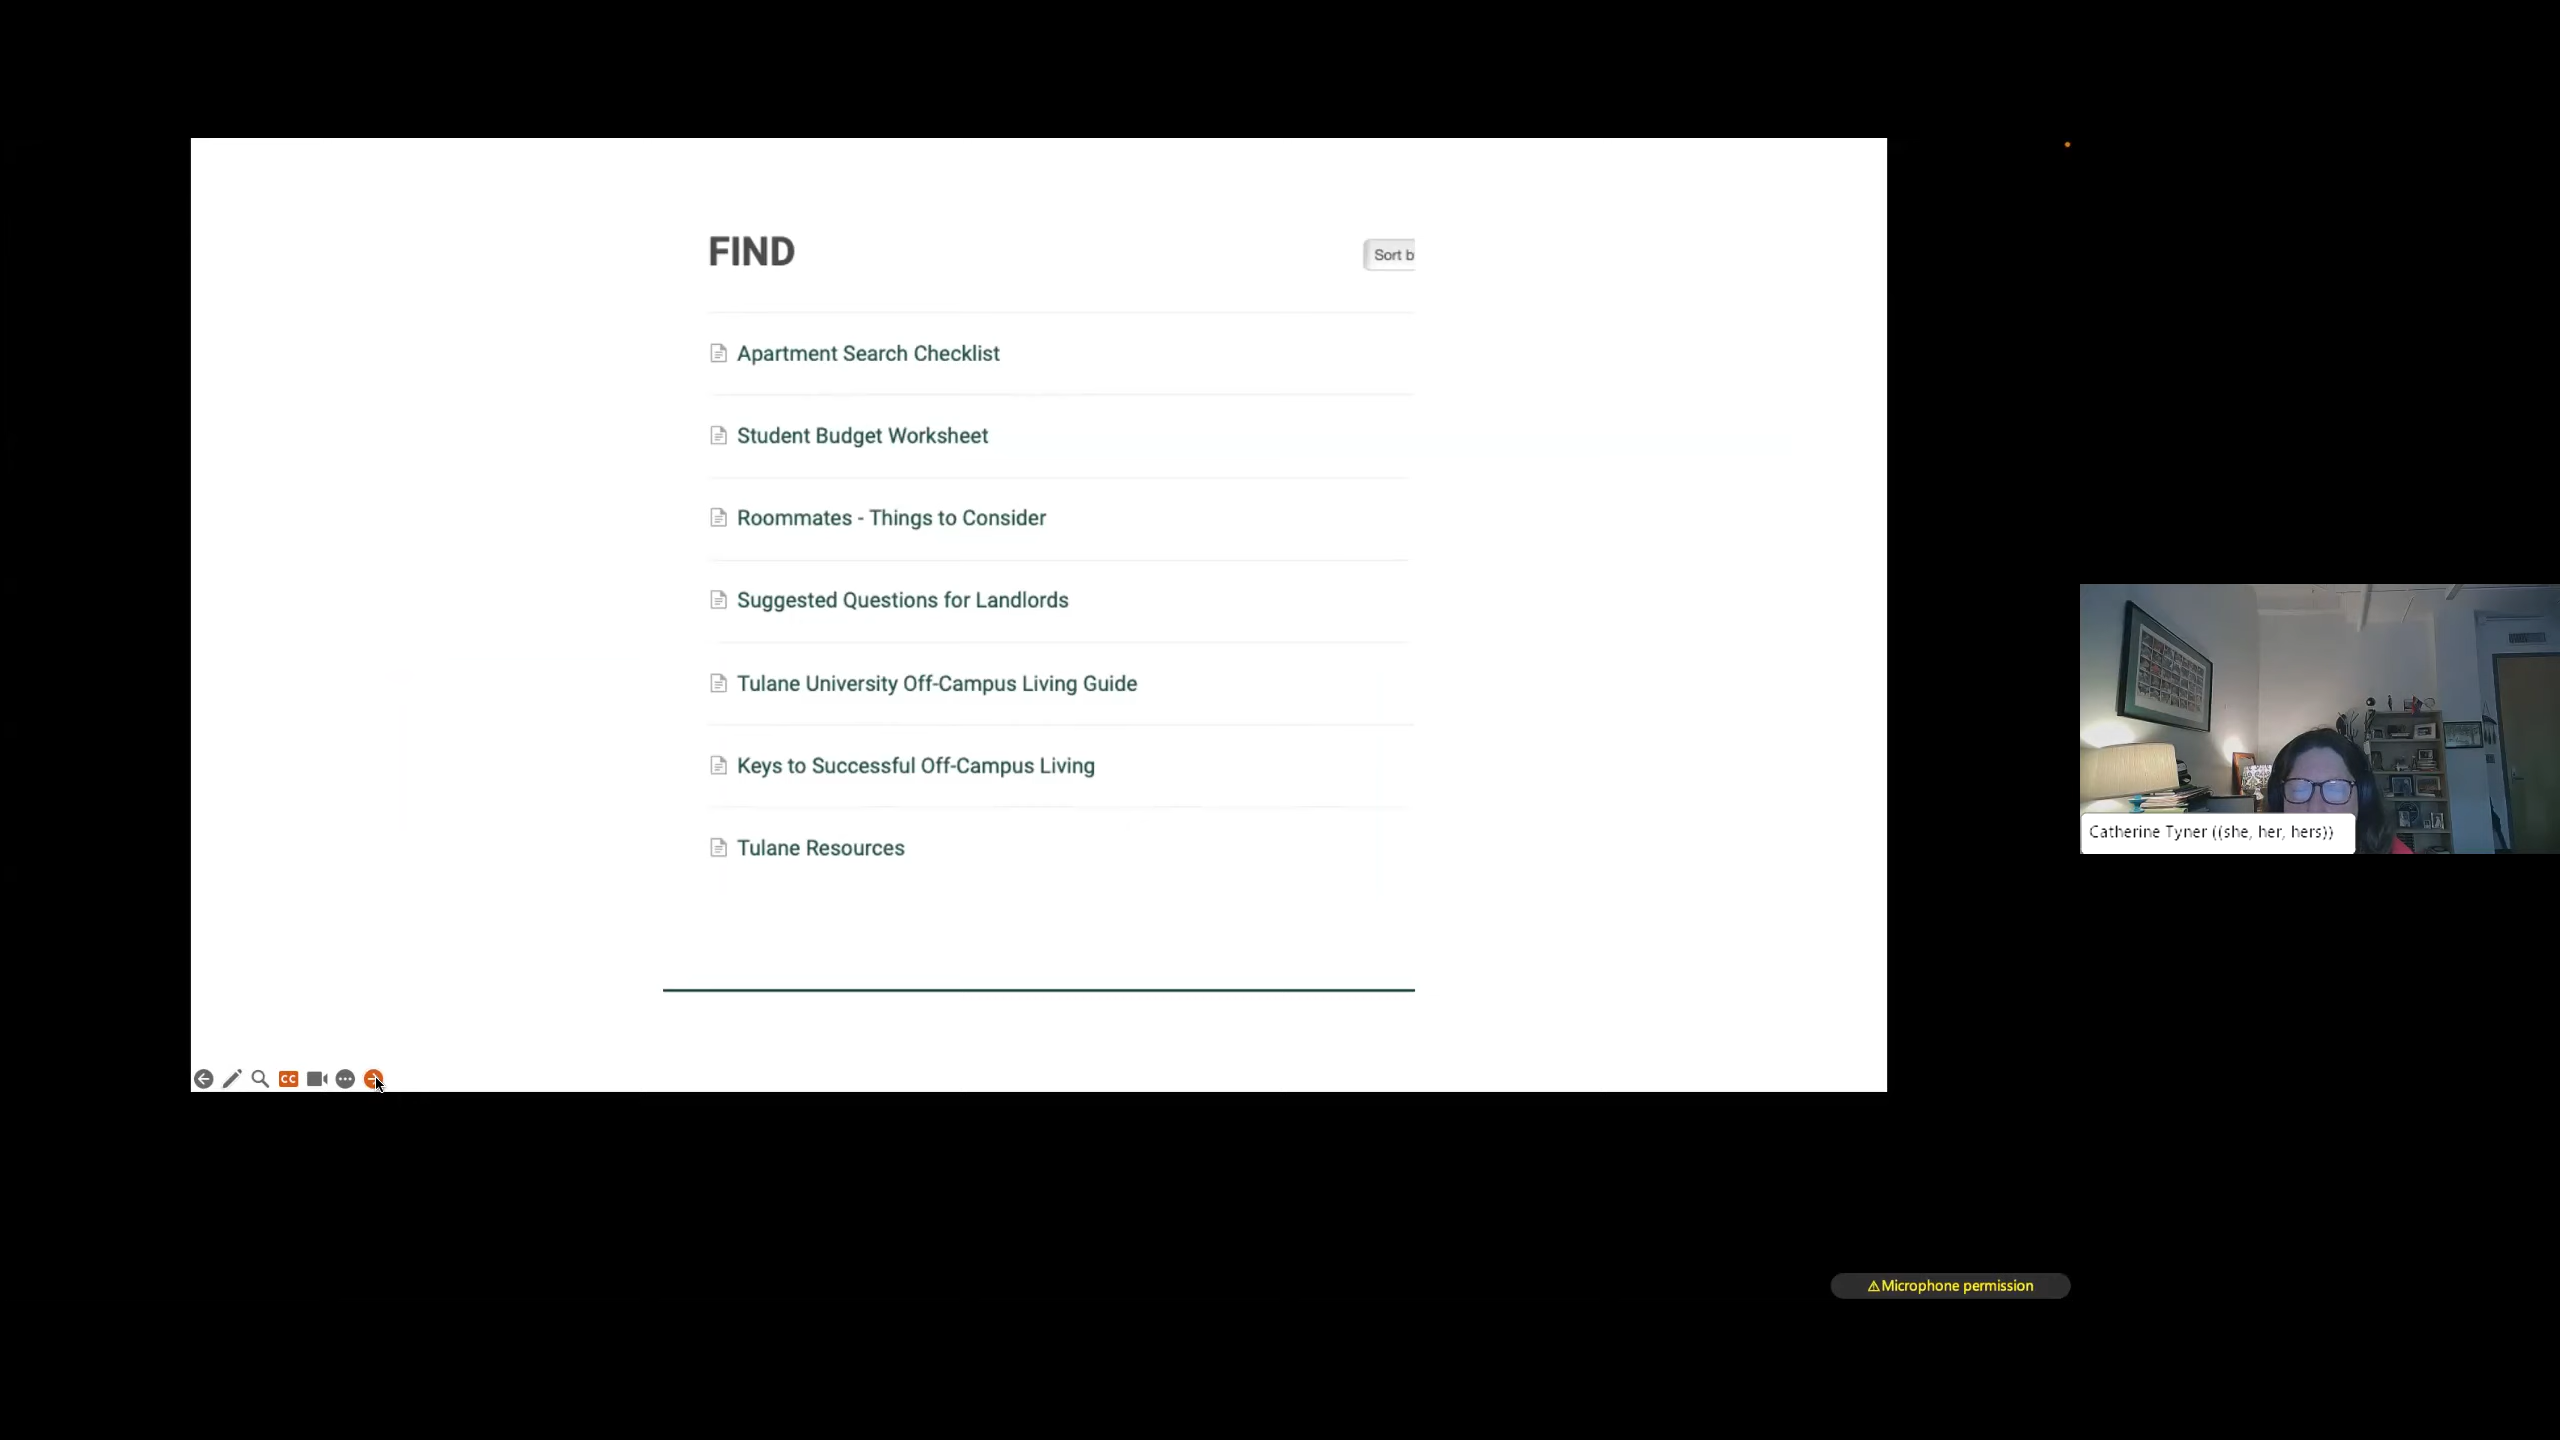 FIND
Sort b
Apartment Search Checklist
Student Budget Worksheet
Roommates - Things to Consider
Suggested Questions for Landlords
Tulane University Off-Campus Living Guide
Keys to Successful Off-Campus Living
Tulane Resources
CC
Catherine Tyner ((she, her, hers))
⚠Microphone permission